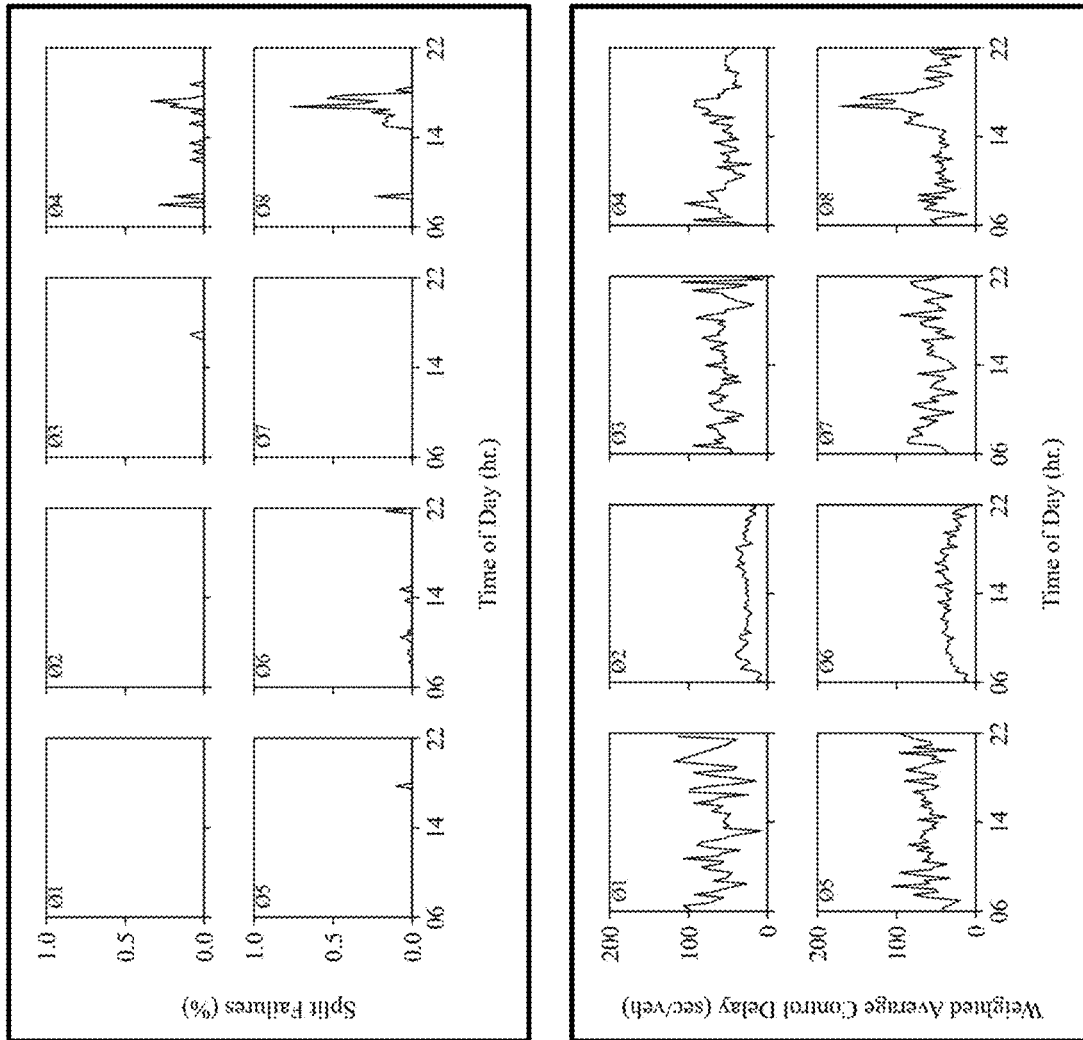 Split Failures (%)
1.0
0.5
0.0
Ø1
Ø2
Ø3
Ø4
1.0
0.5
0.0
Ø5
Ø6
Ø7
Ø8
06 14 22
06 14 22
06 14 22
06 14 22
Time of Day (hr.)
Weighted Average Control Delay (sec/veh)
200
100
0
Ø1
Ø2
Ø3
Ø4
200
100
0
Ø5
Ø6
Ø7
Ø8
06 14 22
06 14 22
06 14 22
06 14 22
Time of Day (hr.)